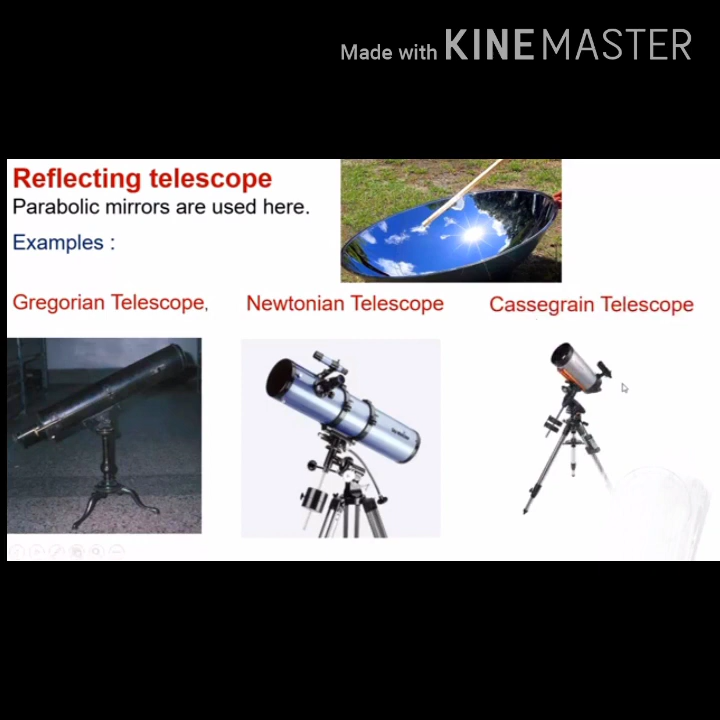 Made with KINEMASTER
Reflecting telescope
Parabolic mirrors are used here.
Examples :
Gregorian Telescope,
Newtonian Telescope
Cassegrain Telescope